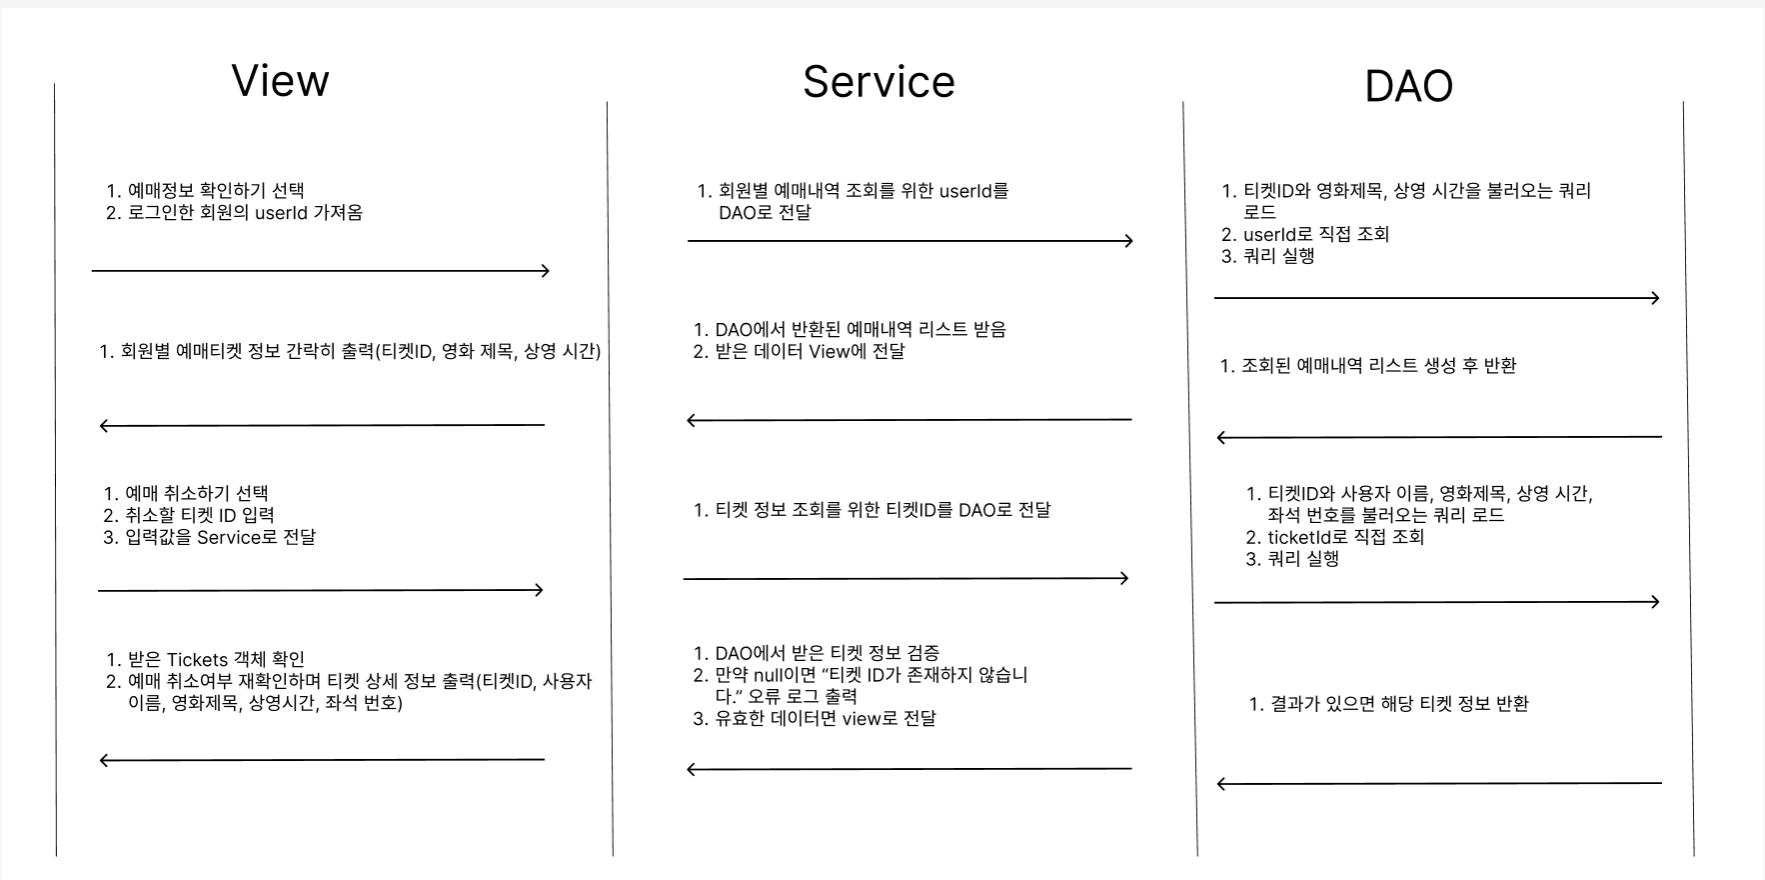 View
Service
DAO
1. 예매정보 확인하기 선택
2. 로그인한 회원의 userId 가져옴
1. 회원별 예매내역 조회를 위한 userId를
DAO로 전달
1. 티켓ID와 영화제목, 상영 시간을 불러오는 쿼리
로드
2. userId로 직접 조회
3. 쿼리 실행
1. 회원별 예매티켓 정보 간략히 출력(티켓ID, 영화 제목, 상영 시간)
1. DAO에서 반환된 예매내역 리스트 받음
2. 받은 데이터 View에 전달
1. 조회된 예매내역 리스트 생성 후 반환
1. 예매 취소하기 선택
2. 취소할 티켓 ID 입력
3. 입력값을 Service로 전달
1. 티켓 정보 조회를 위한 티켓ID를 DAO로 전달
1. 티켓ID와 사용자 이름, 영화제목, 상영 시간,
좌석 번호를 불러오는 쿼리 로드
2. ticketId로 직접 조회
3. 쿼리 실행
1. 받은 Tickets 객체 확인
2. 예매 취소여부 재확인하며 티켓 상세 정보 출력(티켓ID, 사용자
이름, 영화제목, 상영시간, 좌석 번호)
1. DAO에서 받은 티켓 정보 검증
2. 만약 null이면 “티켓 ID가 존재하지 않습니
다.” 오류 로그 출력
3. 유효한 데이터면 view로 전달
1. 결과가 있으면 해당 티켓 정보 반환